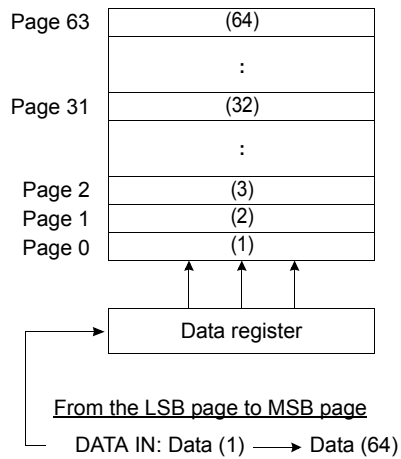 Page 63 (64)
:
Page 31 (32)
:
Page 2 (3)
Page 1 (2)
Page 0 (1)
Data register
From the LSB page to MSB page
DATA IN: Data (1) Data (64)